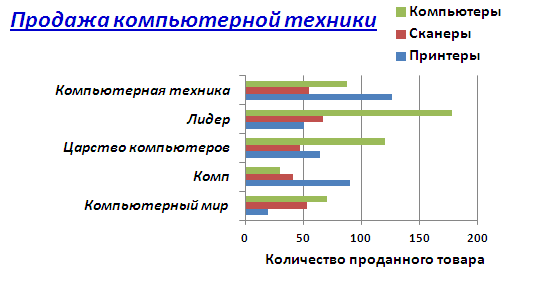 Продажа компьютерной техники
Компьютеры
Сканеры
Принтеры
Компьютерная техника
Лидер
Царство компьютеров
Комп
Компьютерный мир
0 50 100 150 200
Количество проданного товара